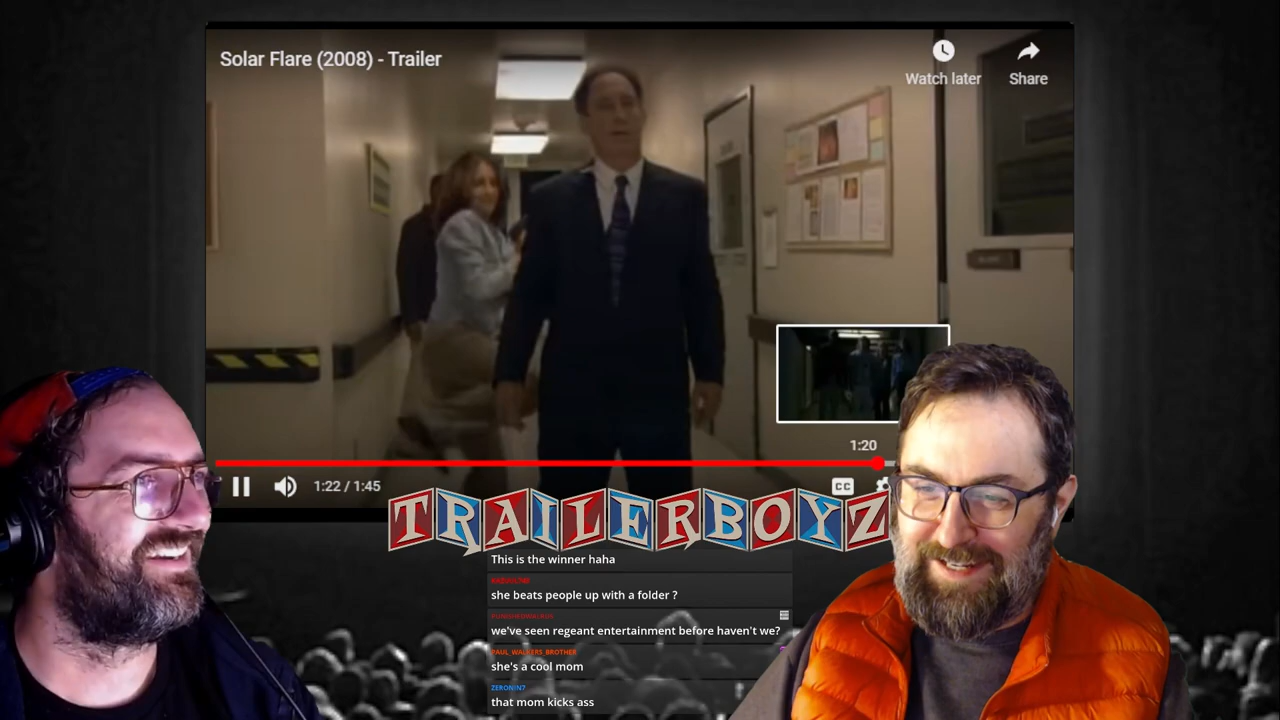 Solar Flare (2008) - Trailer
Watch later
Share
1:20
1:22 / 1:45
CC
TRAILERBOYZ
This is the winner haha
she beats people up with a folder ?
we've seen regeant entertainment before haven't we?
PAUL_WALKERS_BROTHER
she's a cool mom
ZERONIN7
that mom kicks ass